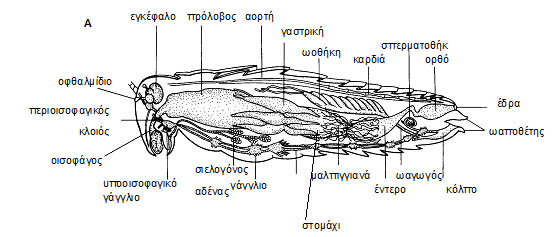 A
εγκέφαλο πρόλοβος αορτή
γαστρική
ωοθήκη
καρδιά
σπερματοθήκ
ορθό
οφθαλμίδιο
περιοισοφαγικός
κλοιός
οισοφάγος
έδρα
ωαποθέτης
υποοισοφαγικό
γάγγλιο
σιελογόνος
αδένας
γάγγλιο
στομάχι
μαλπιγγιανά
έντερο
ωαγωγός
κόλπο